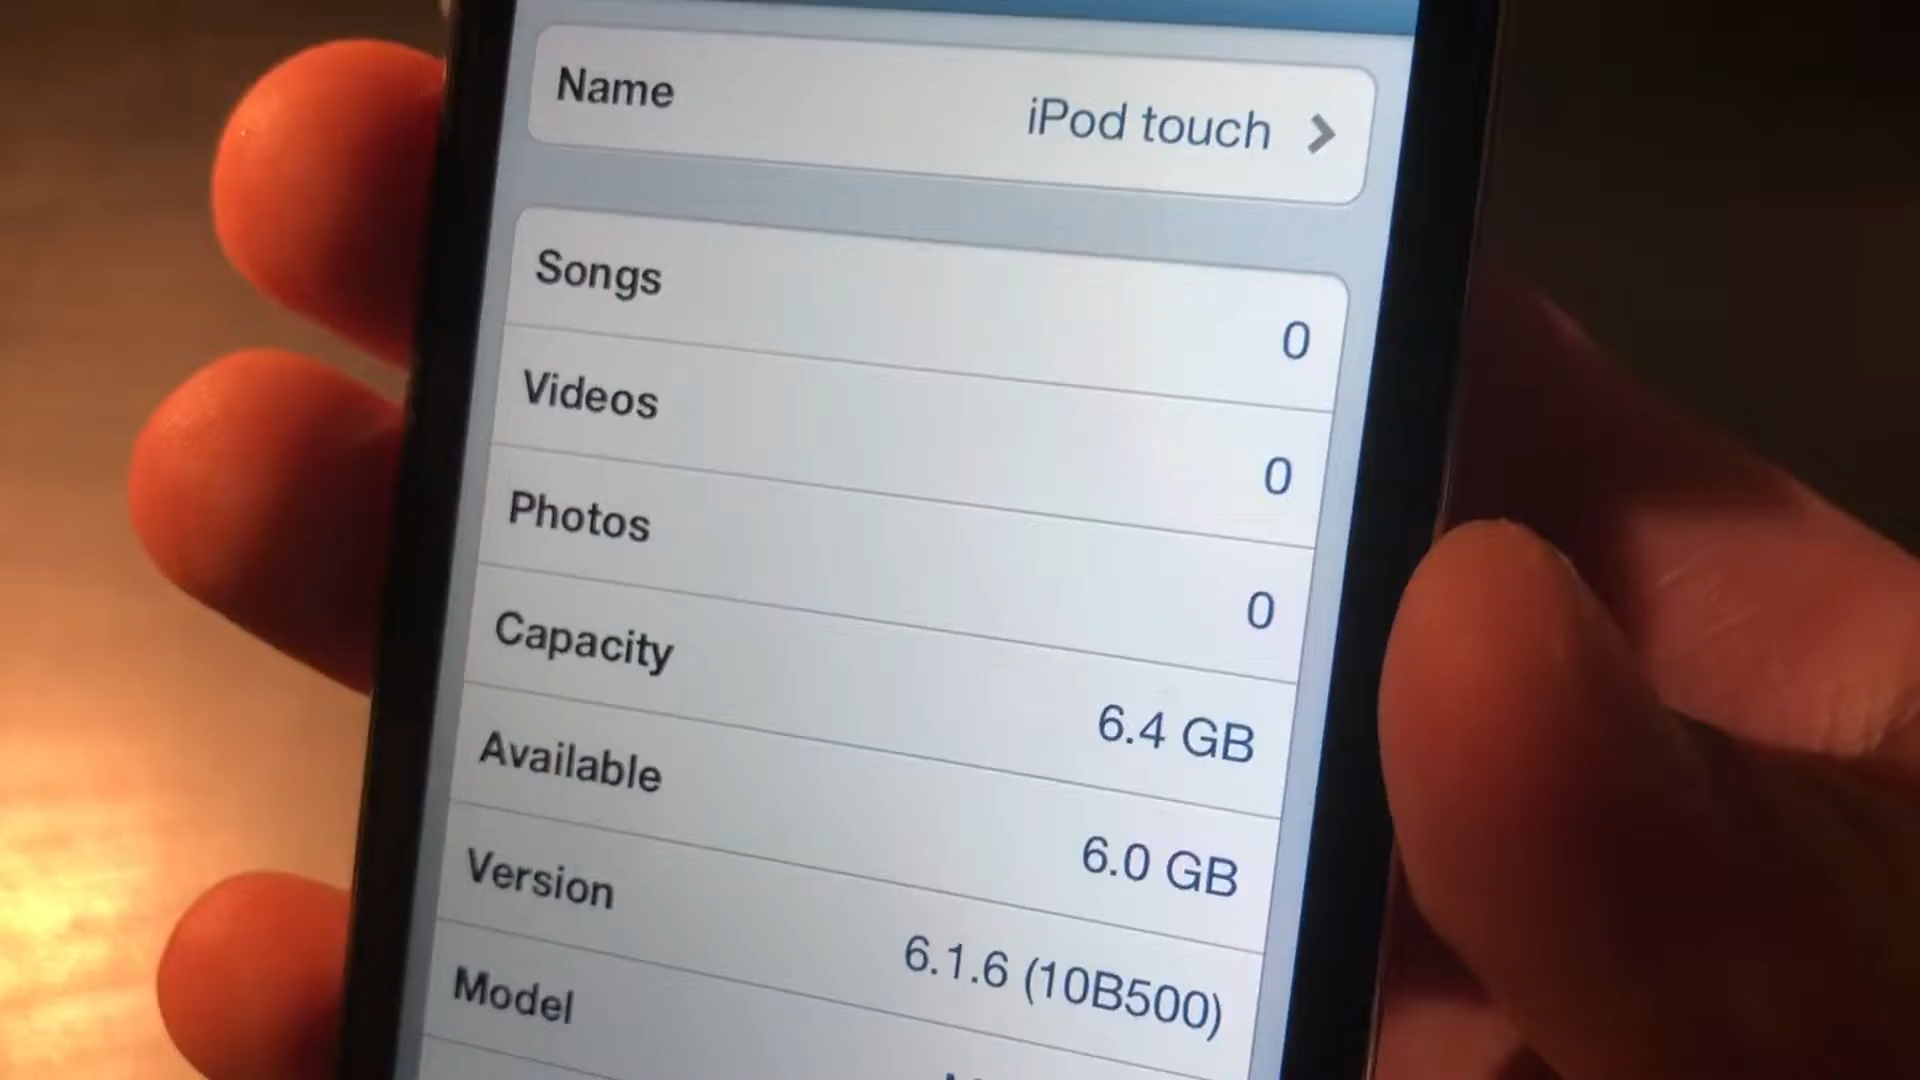 Name iPod touch
Songs 0
Videos 0
Photos 0
Capacity 6.4 GB
Available 6.0 GB
Version 6.1.6 (10B500)
Model